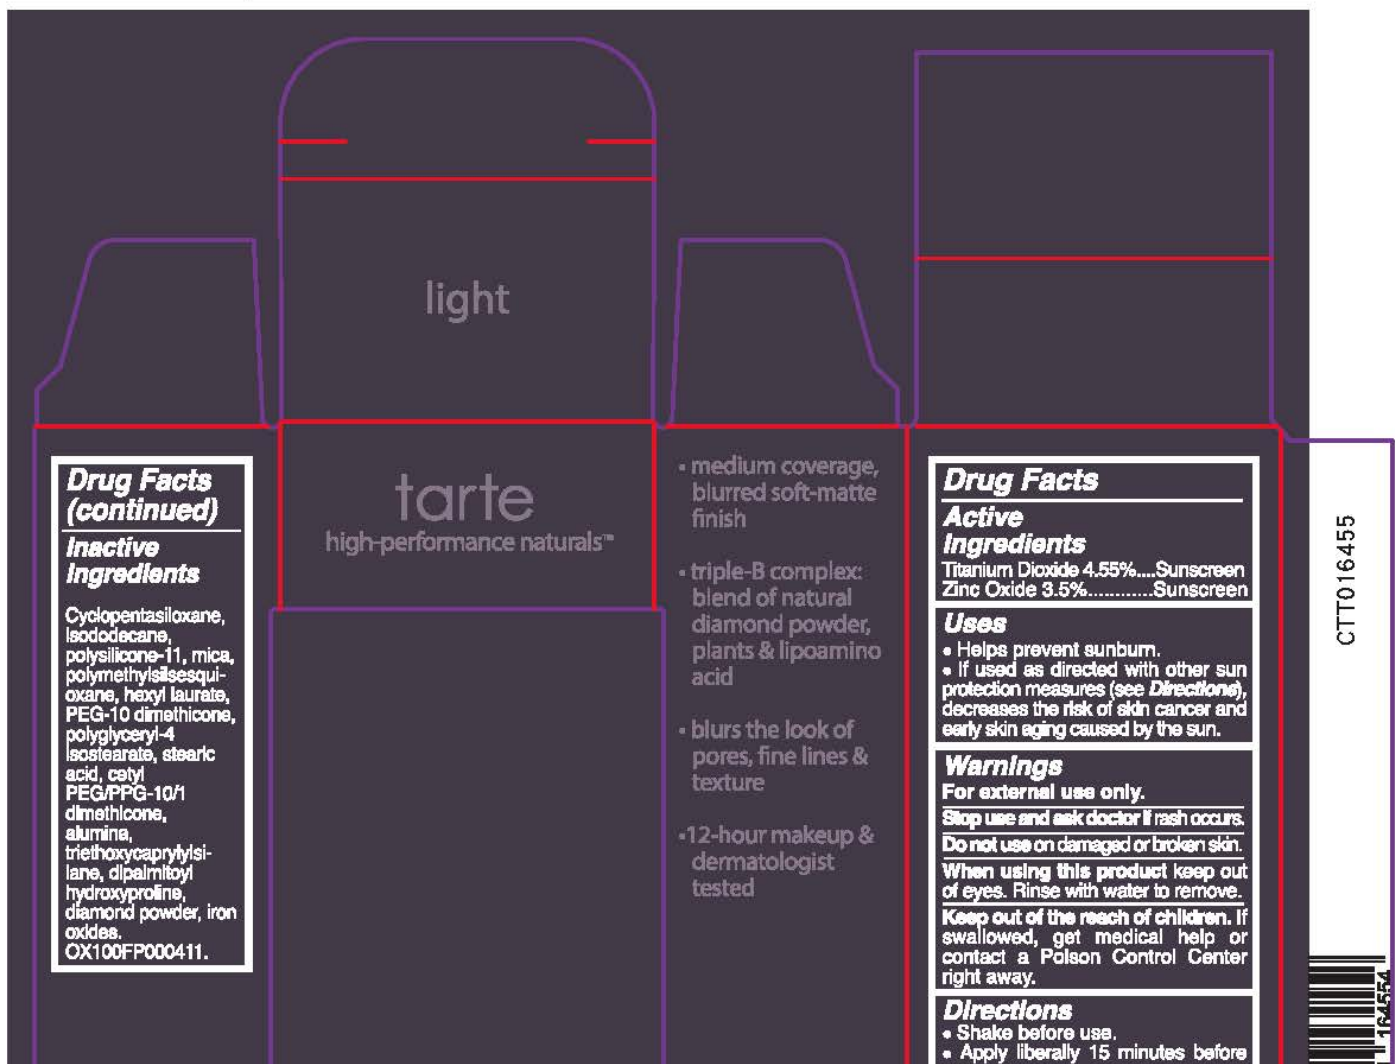 light
Drug Facts
(continued)
Inactive
Ingredients
Cyclopentasiloxane,
isododecane,
polysilicone-11, mica,
polymethylsilsesqui-
oxane, hexyl laurate,
PEG-10 dimethicone,
polyglyceryl-4
isostearate, stearic
acid, cetyl
PEG/PPG-10/1
dimethicone,
alumina,
triethoxycaprylylsi-
lane, dipalmitoyl
hydroxyproline,
diamond powder, iron
oxides.
OX100FP000411.
tarte
high-performance naturals™
• medium coverage,
blurred soft-matte
finish
• triple-B complex:
blend of natural
diamond powder,
plants & lipoamino
acid
• blurs the look of
pores, fine lines &
texture
•12-hour makeup &
dermatologist
tested
Drug Facts
Active
Ingredients
Titanium Dioxide 4.55%....Sunscreen
Zinc Oxide 3.5%............Sunscreen
Uses
• Helps prevent sunburn.
• If used as directed with other sun
protection measures (see Directions),
decreases the risk of skin cancer and
early skin aging caused by the sun.
Warnings
For external use only.
Stop use and ask doctor if rash occurs.
Do not use on damaged or broken skin.
When using this product keep out
of eyes. Rinse with water to remove.
Keep out of the reach of children. If
swallowed, get medical help or
contact a Poison Control Center
right away.
Directions
• Shake before use.
• Apply liberally 15 minutes before
CTT016455
164554